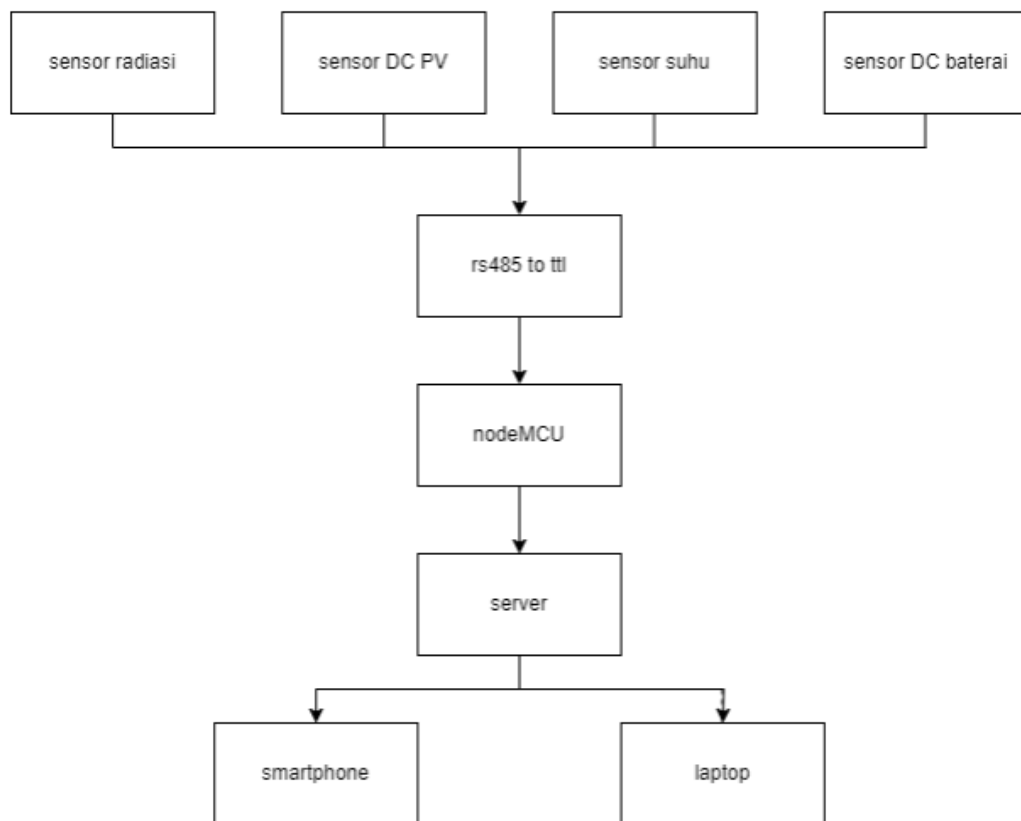 sensor radiasi
sensor DC PV
sensor suhu
sensor DC baterai
rs485 to ttl
nodeMCU
server
smartphone
laptop